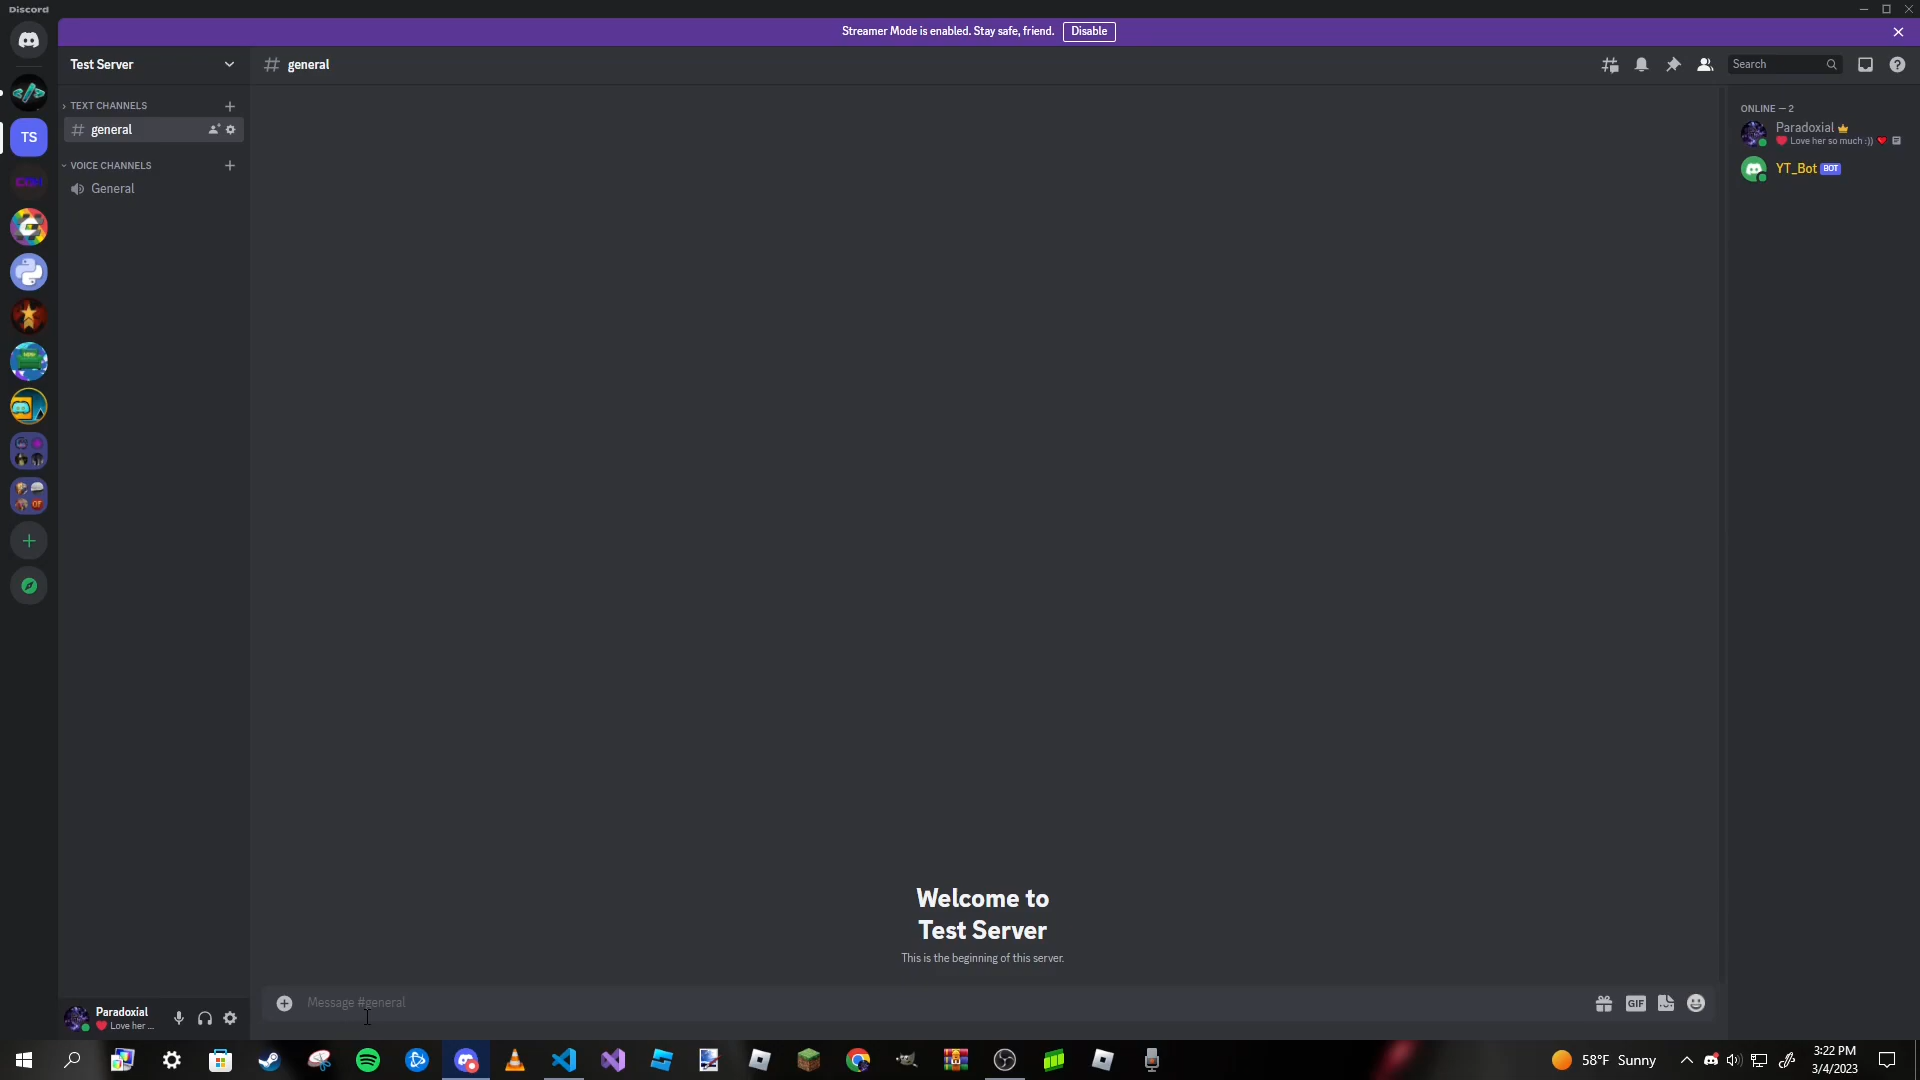 Discord
Streamer Mode is enabled. Stay safe, friend.
Disable
Test Server
general
Search
TEXT CHANNELS
general
VOICE CHANNELS
General
TS
ONLINE — 2
Paradoxial
Love her so much :))
YT_Bot BOT
Welcome to
Test Server
This is the beginning of this server.
Message #general
GIF
Paradoxial
Love her ...
58°F Sunny
3:22 PM
3/4/2023